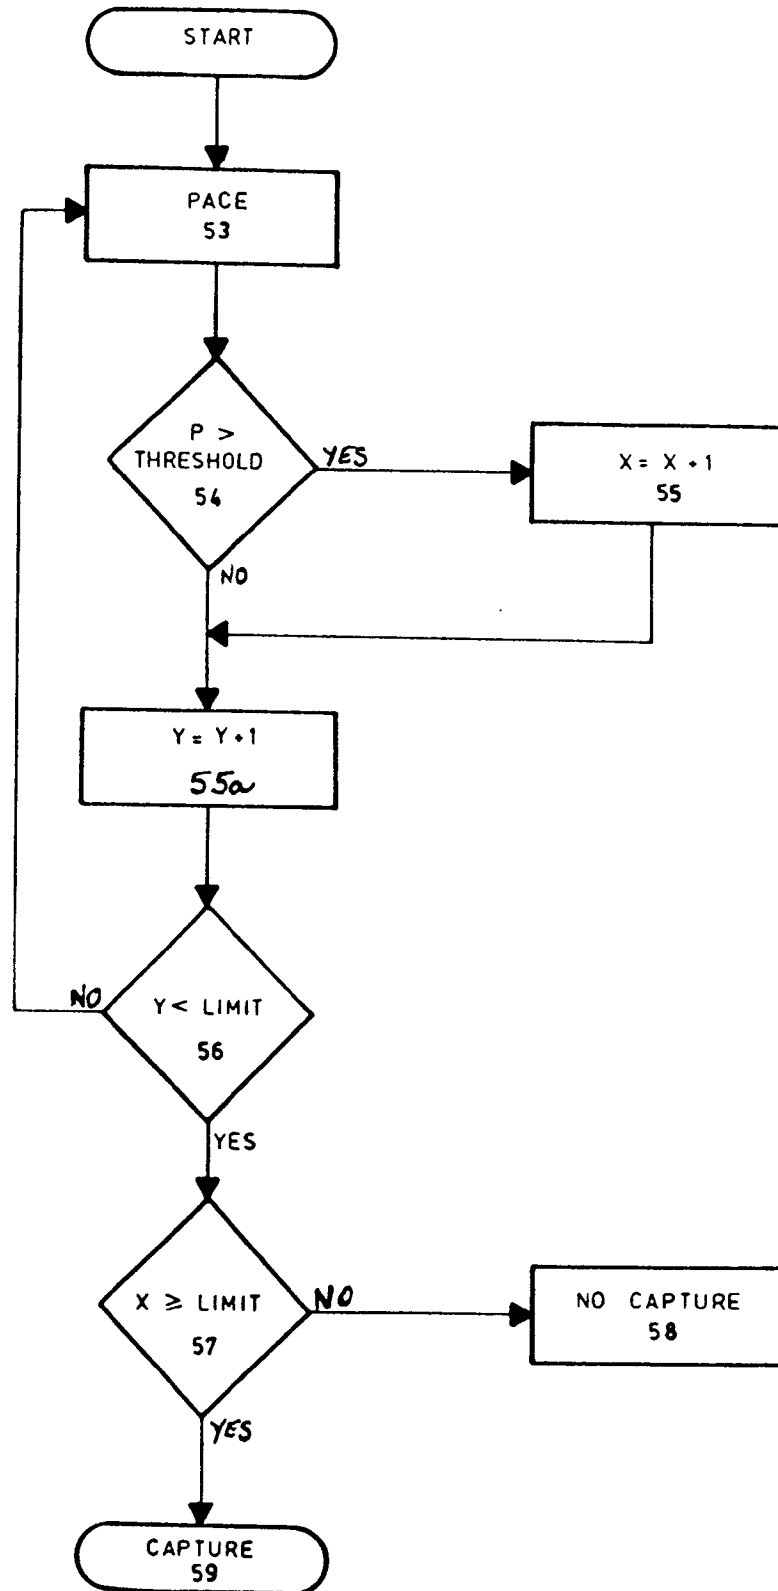 START
PACE
53
P >
THRESHOLD
54
YES
X = X + 1
55
NO
Y = Y + 1
55a
NO
Y < LIMIT
56
YES
X ≥ LIMIT
57
NO
NO CAPTURE
58
YES
CAPTURE
59